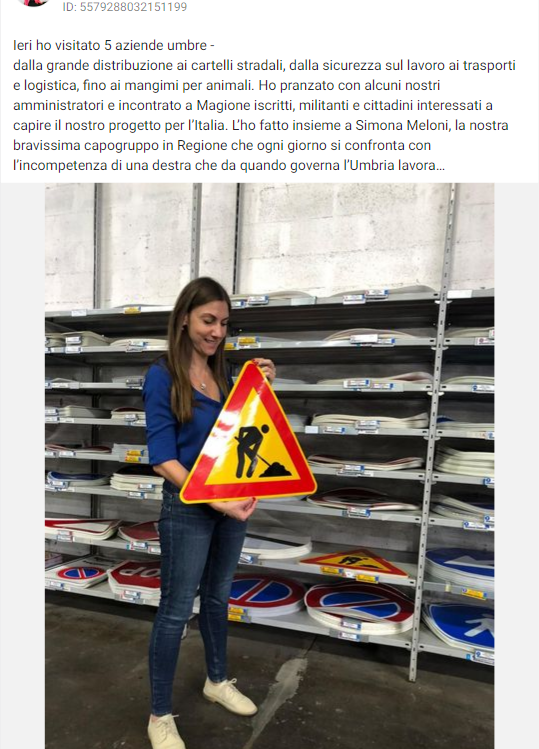 ID: 5579288032151199
Ieri ho visitato 5 aziende umbre -
dalla grande distribuzione ai cartelli stradali, dalla sicurezza sul lavoro ai trasporti
e logistica, fino ai mangimi per animali. Ho pranzato con alcuni nostri
amministratori e incontrato a Magione iscritti, militanti e cittadini interessati a
capire il nostro progetto per l’Italia. L’ho fatto insieme a Simona Meloni, la nostra
bravissima capogruppo in Regione che ogni giorno si confronta con
l’incompetenza di una destra che da quando governa l’Umbria lavora…